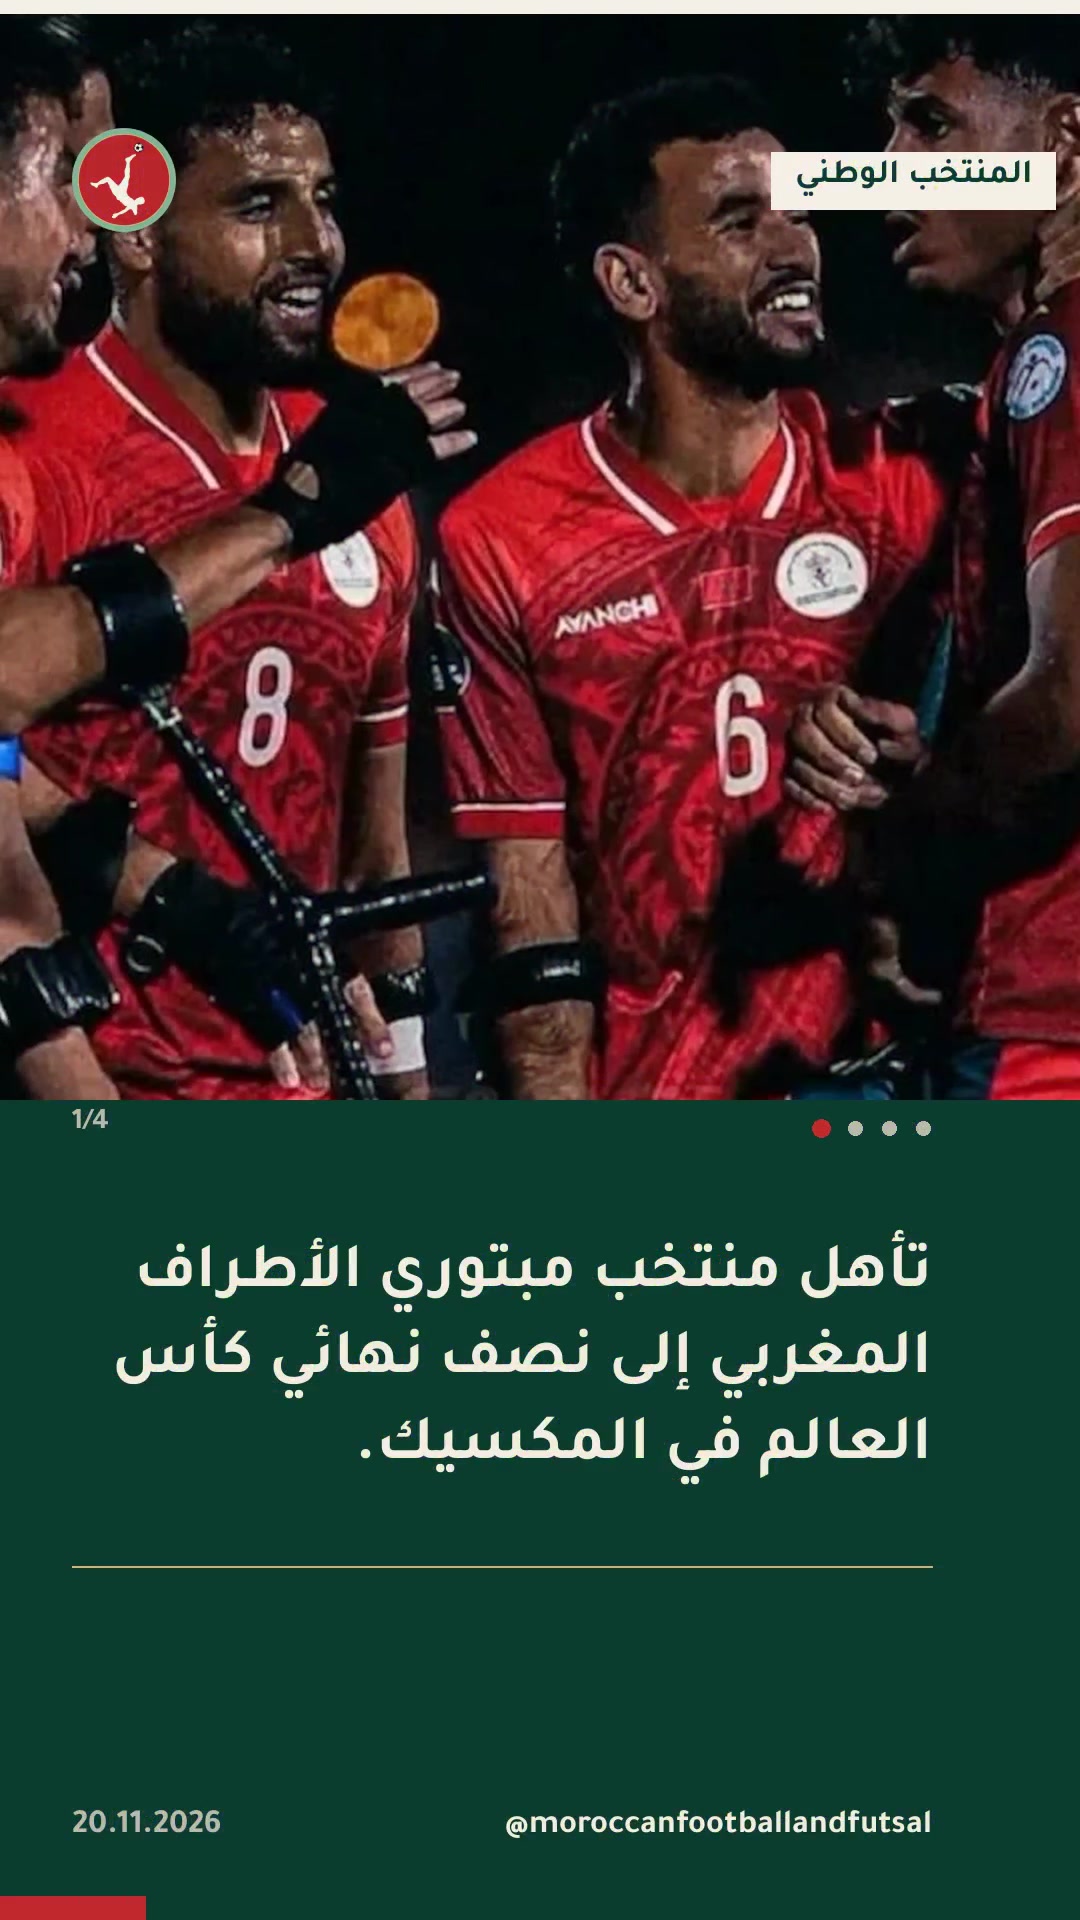 المنتخب الوطني
AVANCHI
8
6
1/4
تأهل منتخب مبتوري الأطراف
المغربي إلى نصف نهائي كأس
العالم في المكسيك.
20.11.2026
@moroccanfootballandfutsal